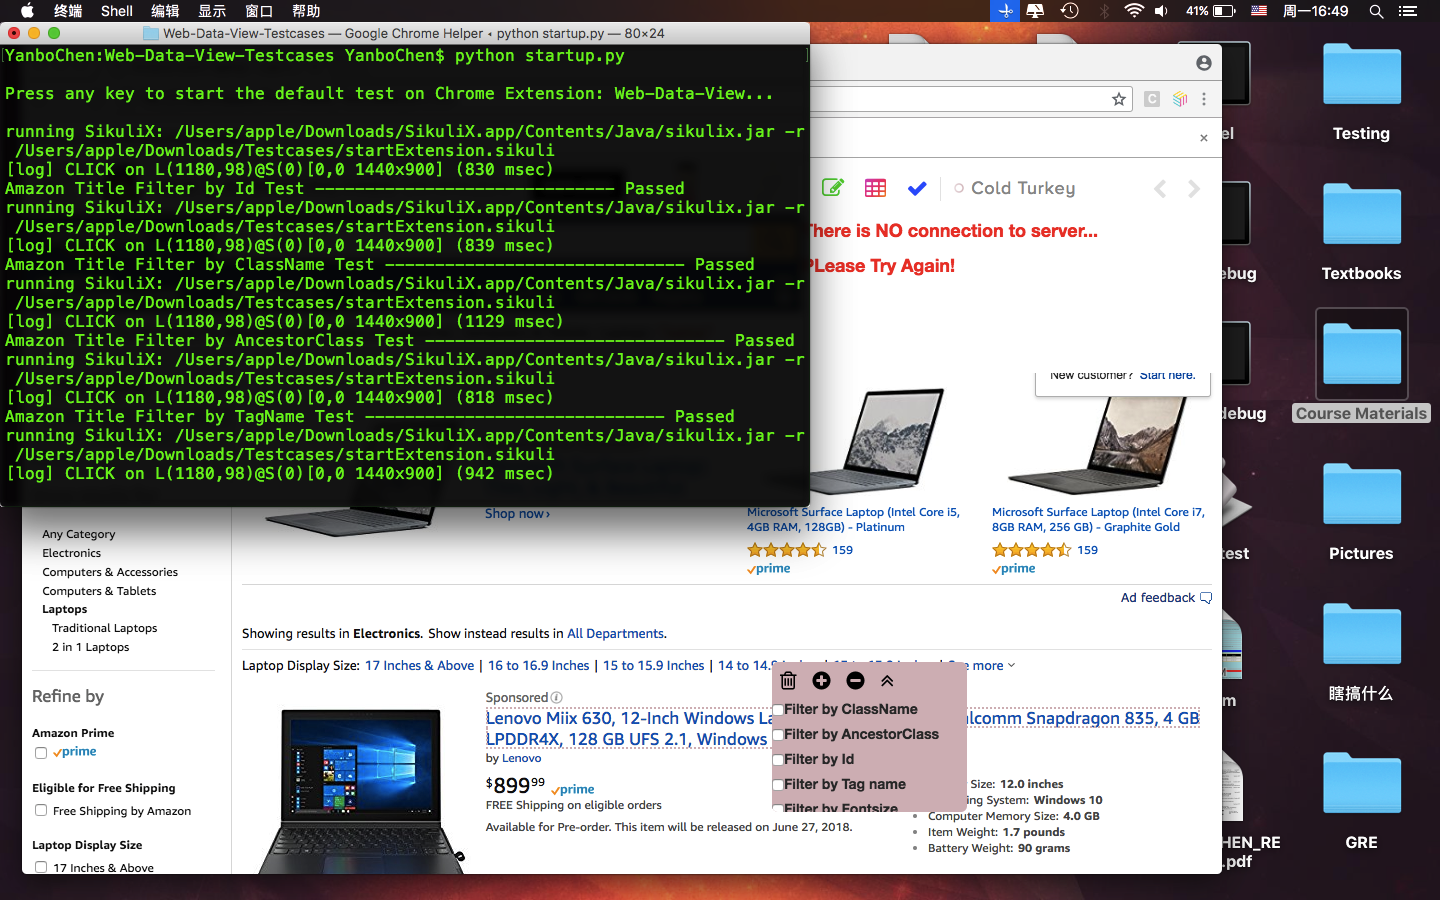 终端 Shell 编辑 显示 窗口 帮助
41% 周一16:49
Web-Data-View-Testcases — Google Chrome Helper ◂ python startup.py — 80×24
YanboChen:Web-Data-View-Testcases YanboChen$ python startup.py
Press any key to start the default test on Chrome Extension: Web-Data-View...
running SikuliX: /Users/apple/Downloads/SikuliX.app/Contents/Java/sikulix.jar -r
/Users/apple/Downloads/Testcases/startExtension.sikuli
[log] CLICK on L(1180,98)@S(0)[0,0 1440x900] (830 msec)
Amazon Title Filter by Id Test ------------------------------ Passed
running SikuliX: /Users/apple/Downloads/SikuliX.app/Contents/Java/sikulix.jar -r
/Users/apple/Downloads/Testcases/startExtension.sikuli
[log] CLICK on L(1180,98)@S(0)[0,0 1440x900] (839 msec)
Amazon Title Filter by ClassName Test ------------------------------ Passed
running SikuliX: /Users/apple/Downloads/SikuliX.app/Contents/Java/sikulix.jar -r
/Users/apple/Downloads/Testcases/startExtension.sikuli
[log] CLICK on L(1180,98)@S(0)[0,0 1440x900] (1129 msec)
Amazon Title Filter by AncestorClass Test ------------------------------ Passed
running SikuliX: /Users/apple/Downloads/SikuliX.app/Contents/Java/sikulix.jar -r
/Users/apple/Downloads/Testcases/startExtension.sikuli
[log] CLICK on L(1180,98)@S(0)[0,0 1440x900] (818 msec)
Amazon Title Filter by TagName Test ------------------------------ Passed
running SikuliX: /Users/apple/Downloads/SikuliX.app/Contents/Java/sikulix.jar -r
/Users/apple/Downloads/Testcases/startExtension.sikuli
[log] CLICK on L(1180,98)@S(0)[0,0 1440x900] (942 msec)
Cold Turkey
There is NO connection to server...
PLease Try Again!
New customer? Start here.
Shop now ›
Microsoft Surface Laptop (Intel Core i5,
4GB RAM, 128GB) - Platinum
159
prime
Microsoft Surface Laptop (Intel Core i7,
8GB RAM, 256 GB) - Graphite Gold
159
prime
Ad feedback
Any Category
Electronics
Computers & Accessories
Computers & Tablets
Laptops
Traditional Laptops
2 in 1 Laptops
Refine by
Amazon Prime
prime
Eligible for Free Shipping
Free Shipping by Amazon
Laptop Display Size
17 Inches & Above
Showing results in Electronics. Show instead results in All Departments.
Laptop Display Size: 17 Inches & Above | 16 to 16.9 Inches | 15 to 15.9 Inches | 14 to 14.9 more
Sponsored
Lenovo Miix 630, 12-Inch Windows La lcomm Snapdragon 835, 4 GB
LPDDR4X, 128 GB UFS 2.1, Windows
by Lenovo
$899 99 prime
FREE Shipping on eligible orders
Available for Pre-order. This item will be released on June 27, 2018.
Filter by ClassName
Filter by AncestorClass
Filter by Id
Filter by Tag name
Filter by Fontsize
Size: 12.0 inches
ing System: Windows 10
Computer Memory Size: 4.0 GB
Item Weight: 1.7 pounds
Battery Weight: 90 grams
Testing
el
Textbooks
ebug
Course Materials
debug
Pictures
test
瞎搞什么
m
GRE
HEN_RE
.pdf